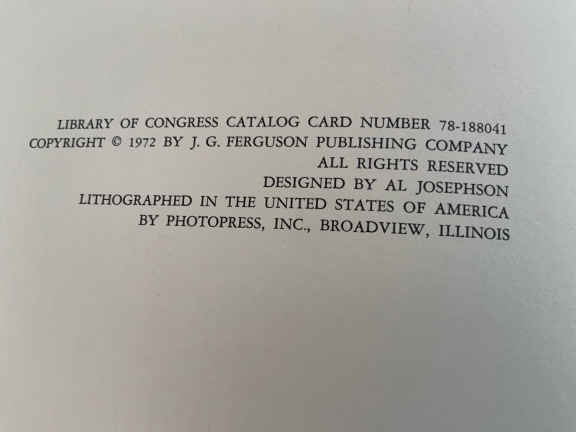 LIBRARY OF CONGRESS CATALOG CARD NUMBER 78-188041
COPYRIGHT © 1972 BY J. G. FERGUSON PUBLISHING COMPANY
ALL RIGHTS RESERVED
DESIGNED BY AL JOSEPHSON
LITHOGRAPHED IN THE UNITED STATES OF AMERICA
BY PHOTOPRESS, INC., BROADVIEW, ILLINOIS